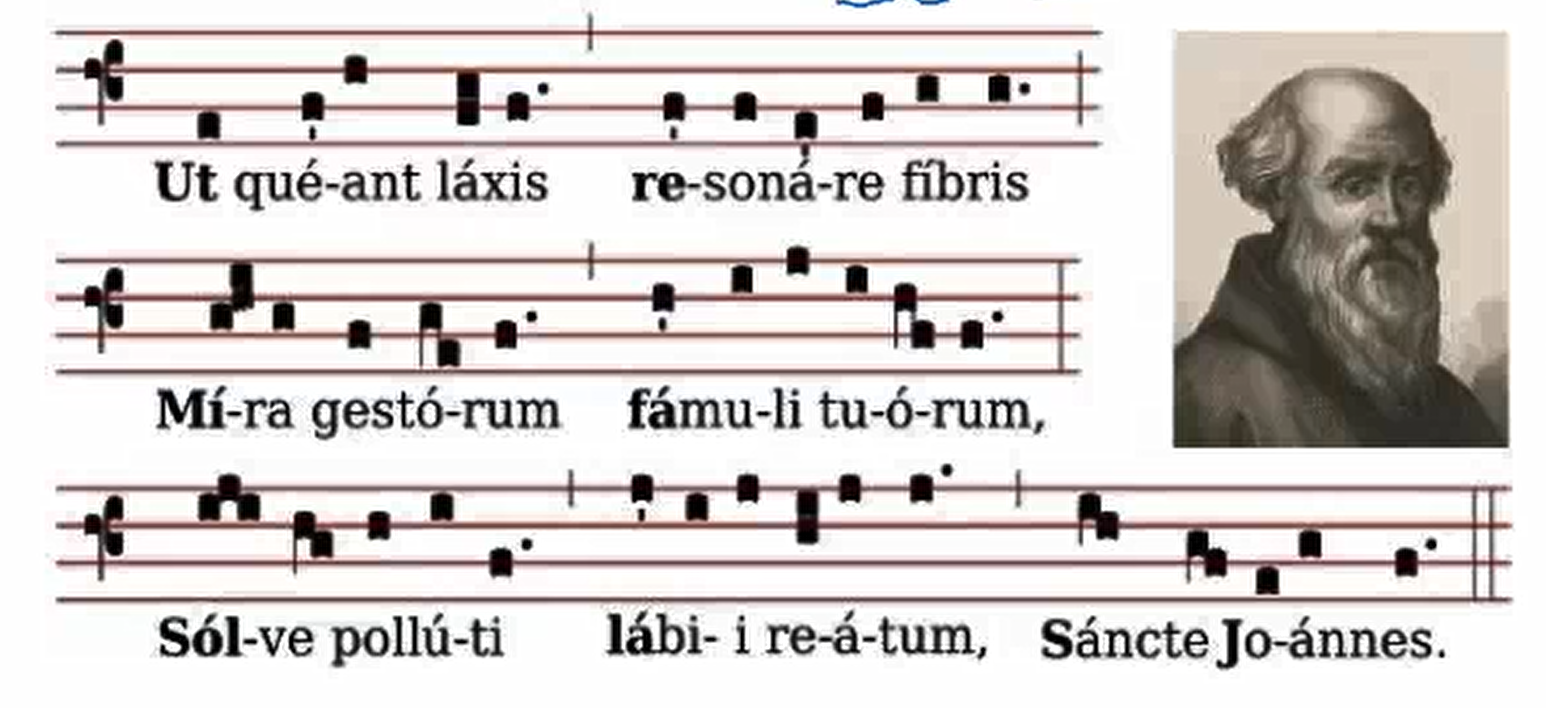 Ut qué-ant láxis re-soná-re fíbris
Mí-ra gestó-rum fámu-li tu-ó-rum,
Sól-ve pollú-ti lábi- i re-á-tum, Sáncte Jo-ánnes.